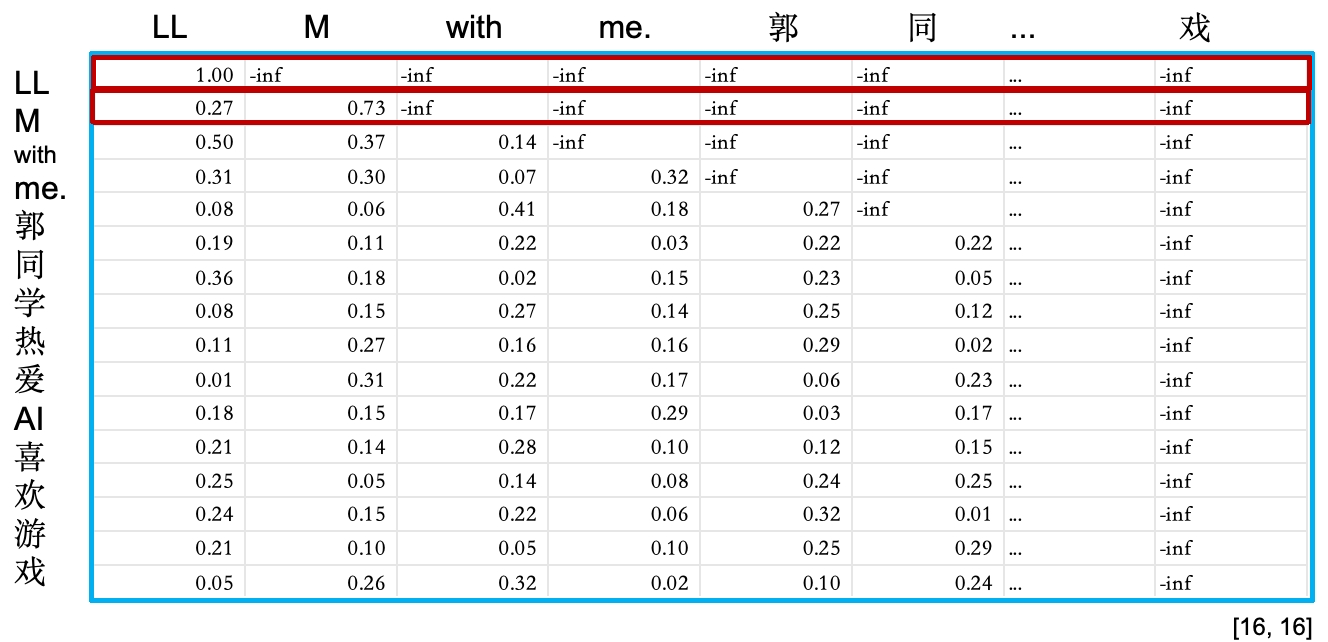 LL M with me. 郭 同 ... 戏
LL 1.00 -inf -inf -inf -inf -inf ... -inf
M 0.27 0.73 -inf -inf -inf -inf ... -inf
with 0.50 0.37 0.14 -inf -inf -inf ... -inf
me. 0.31 0.30 0.07 0.32 -inf -inf ... -inf
郭 0.08 0.06 0.41 0.18 0.27 -inf ... -inf
同 0.19 0.11 0.22 0.03 0.22 0.22 ... -inf
学 0.36 0.18 0.02 0.15 0.23 0.05 ... -inf
热 0.08 0.15 0.27 0.14 0.25 0.12 ... -inf
爱 0.11 0.27 0.16 0.16 0.29 0.02 ... -inf
AI 0.01 0.31 0.22 0.17 0.06 0.23 ... -inf
喜 0.18 0.15 0.17 0.29 0.03 0.17 ... -inf
欢 0.21 0.14 0.28 0.10 0.12 0.15 ... -inf
游 0.25 0.05 0.14 0.08 0.24 0.25 ... -inf
戏 0.24 0.15 0.22 0.06 0.32 0.01 ... -inf
0.21 0.10 0.05 0.10 0.25 0.29 ... -inf
0.05 0.26 0.32 0.02 0.10 0.24 ... -inf
[16, 16]